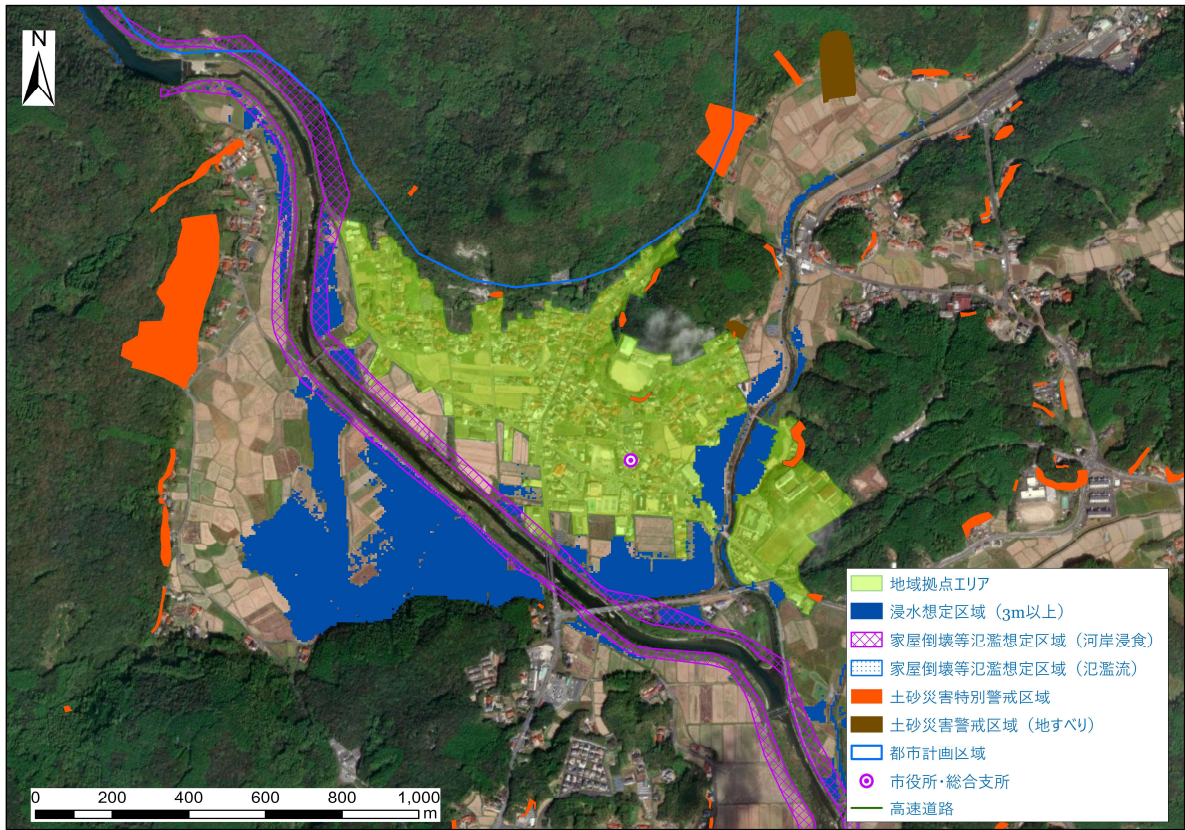 N
地域拠点エリア
浸水想定区域（3m以上）
家屋倒壊等氾濫想定区域（河岸浸食）
家屋倒壊等氾濫想定区域（氾濫流）
土砂災害特別警戒区域
土砂災害警戒区域（地すべり）
都市計画区域
市役所・総合支所
高速道路
0 200 400 600 800 1,000
m